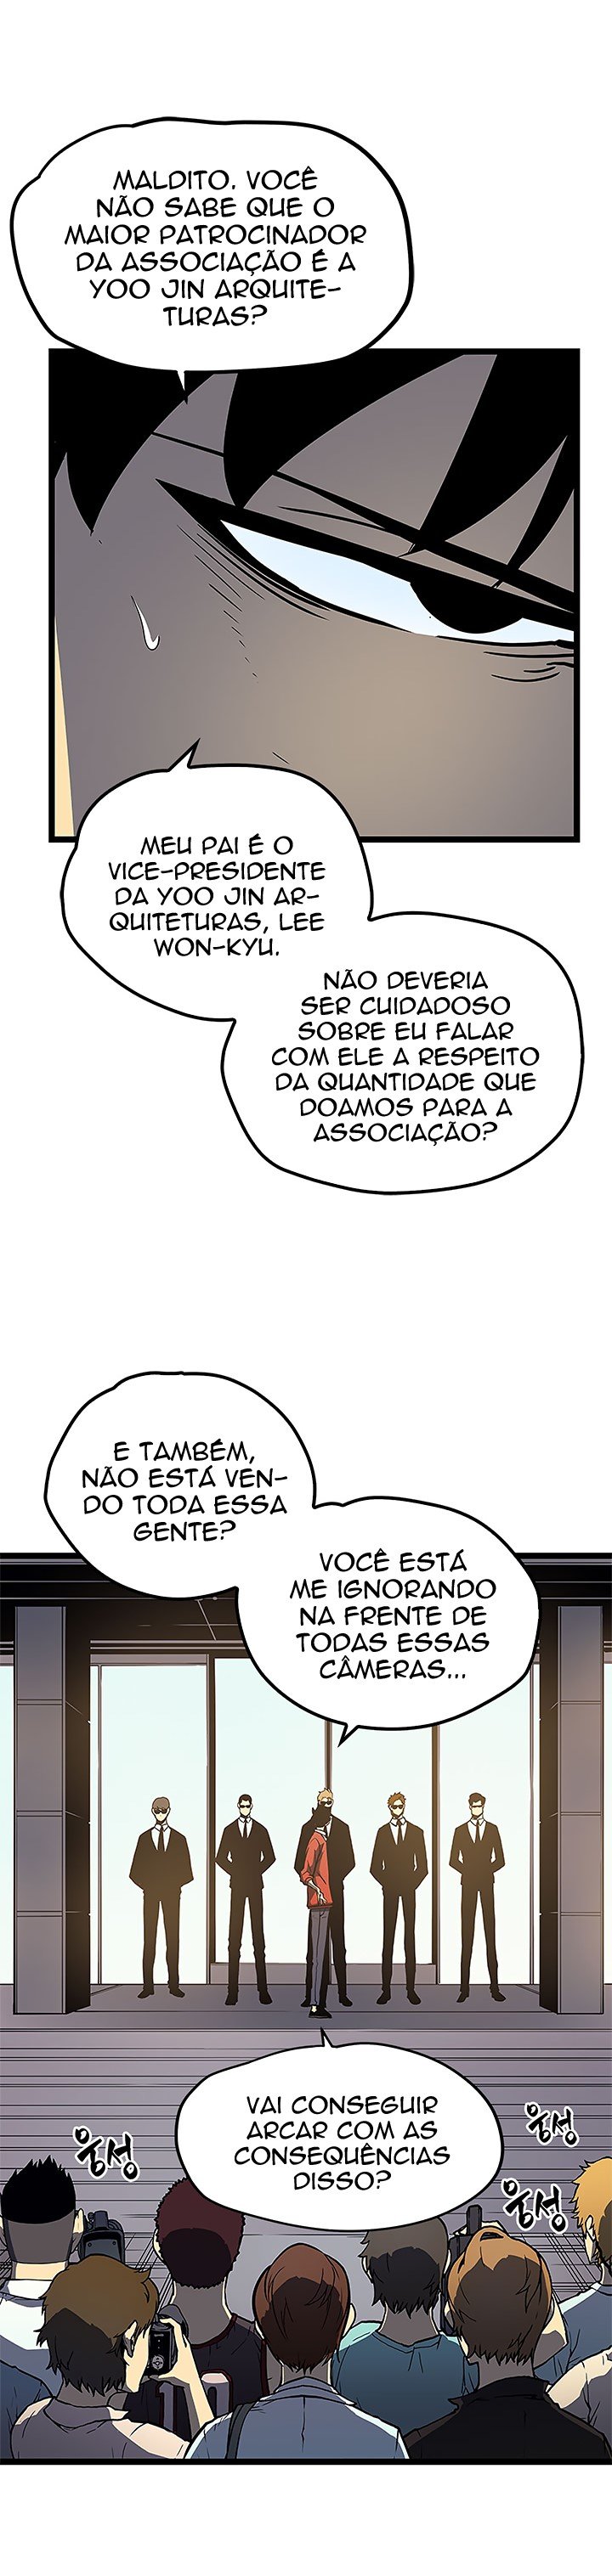 MALDITO. VOCÊ
NÃO SABE QUE O
MAIOR PATROCINADOR
DA ASSOCIAÇÃO É A
YOO JIN ARQUITE-
TURAS?
MEU PAI É O
VICE-PRESIDENTE
DA YOO JIN AR-
QUITETURAS, LEE
WON-KYU.
NÃO DEVERIA
SER CUIDADOSO
SOBRE EU FALAR
COM ELE A RESPEITO
DA QUANTIDADE QUE
DOAMOS PARA A
ASSOCIAÇÃO?
E TAMBÉM,
NÃO ESTÁ VEN-
DO TODA ESSA
GENTE?
VOCÊ ESTÁ
ME IGNORANDO
NA FRENTE DE
TODAS ESSAS
CÂMERAS...
VAI CONSEGUIR
ARCAR COM AS
CONSEQUÊNCIAS
DISSO?
웅성
웅성
웅성
10